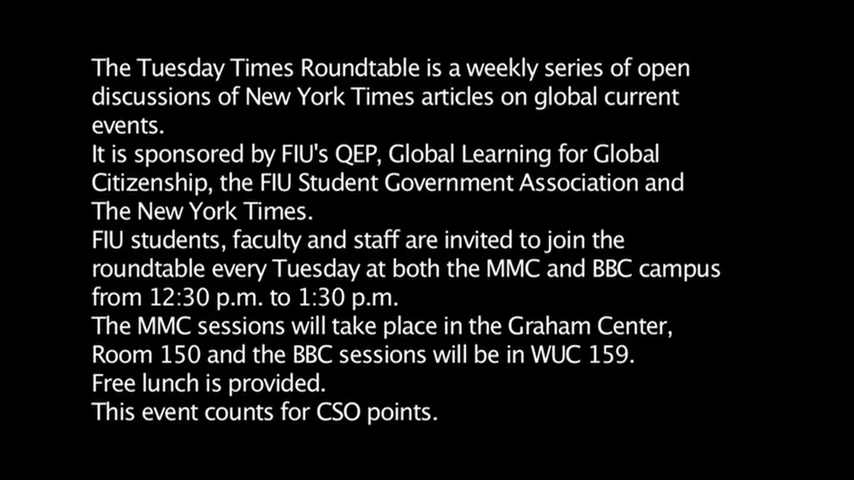 The Tuesday Times Roundtable is a weekly series of open
discussions of New York Times articles on global current
events.
It is sponsored by FIU's QEP, Global Learning for Global
Citizenship, the FIU Student Government Association and
The New York Times.
FIU students, faculty and staff are invited to join the
roundtable every Tuesday at both the MMC and BBC campus
from 12:30 p.m. to 1:30 p.m.
The MMC sessions will take place in the Graham Center,
Room 150 and the BBC sessions will be in WUC 159.
Free lunch is provided.
This event counts for CSO points.